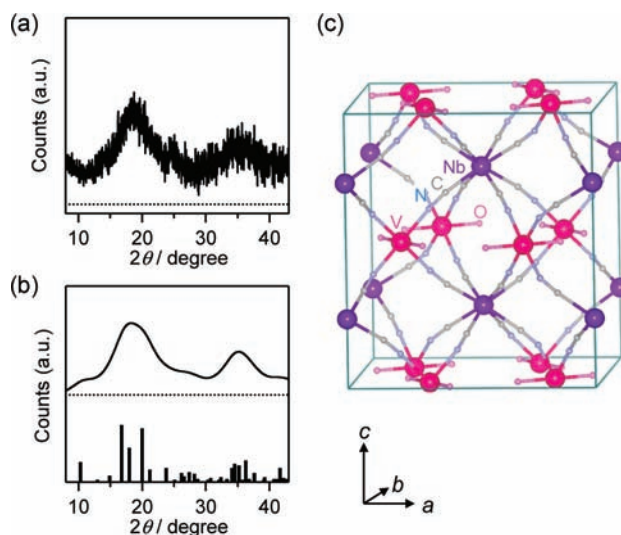 (a)
Counts (a.u.)
10 20 30 40
2θ / degree
(b)
Counts (a.u.)
10 20 30 40
2θ / degree
(c)
Nb
C
N
V
O
c
b
a